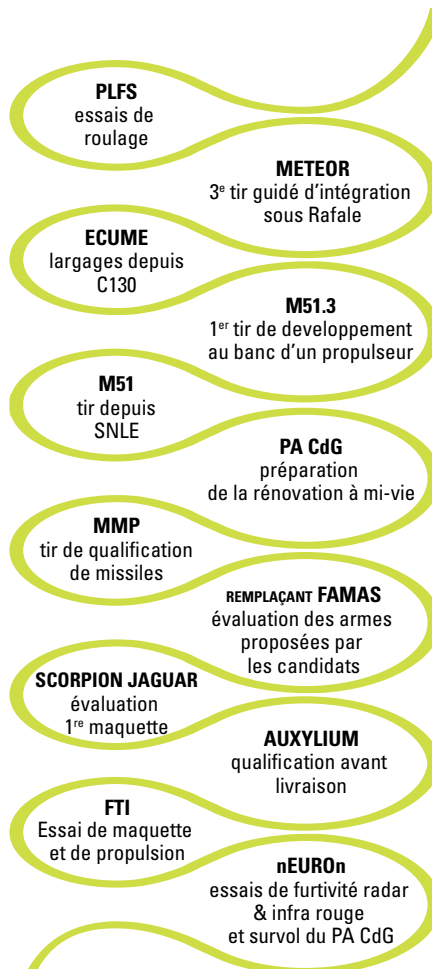 PLFS
essais de
roulage
METEOR
3e tir guidé d'intégration
sous Rafale
ECUME
largages depuis
C130
M51.3
1er tir de developpement
au banc d'un propulseur
M51
tir depuis
SNLE
PA CdG
préparation
de la rénovation à mi-vie
MMP
tir de qualification
de missiles
REMPLAÇANT FAMAS
évaluation des armes
proposées par
les candidats
SCORPION JAGUAR
évaluation
1re maquette
AUXYLIUM
qualification avant
livraison
FTI
Essai de maquette
et de propulsion
nEUROn
essais de furtivité radar
& infra rouge
et survol du PA CdG